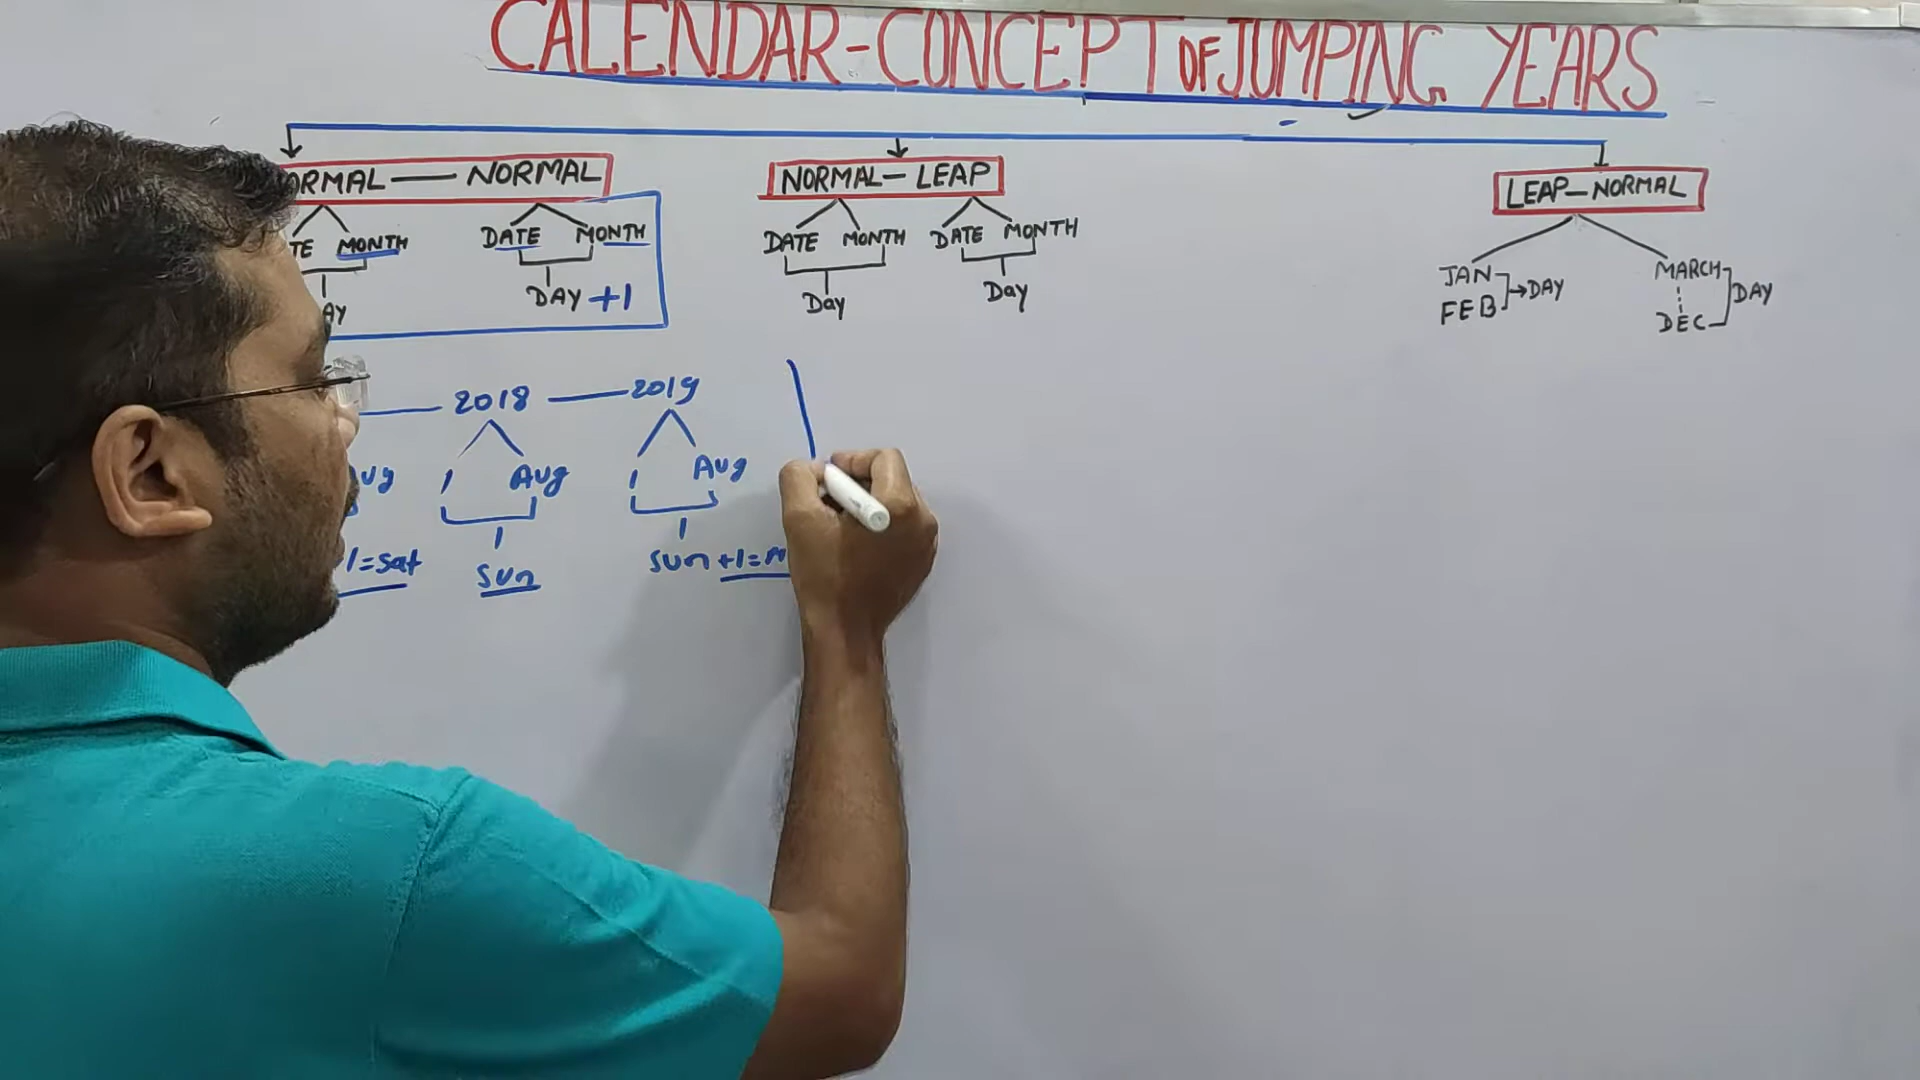 CALENDAR-CONCEPT OF JUMPING YEARS
ORMAL — NORMAL
NORMAL - LEAP
LEAP - NORMAL
TE MONTH
DATE MONTH
DATE MONTH
DATE MONTH
JAN
FEB
→DAY
MARCH
DEC
DAY
AY
DAY +1
Day
Day
2018 — 2019
Aug
1 Aug
1 Aug
1=Sat
Sun
Sun +1=